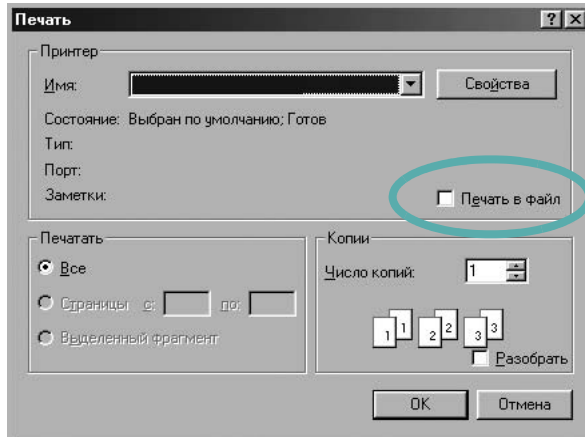 Печать
Принтер
Имя:
Свойства
Состояние: Выбран по умолчанию; Готов
Тип:
Порт:
Заметки:
Печать в файл
Печатать
Все
Страницы с: по:
Выделенный фрагмент
Копии
Число копий: 1
1 1 2 2 3 3
Разобрать
OK
Отмена